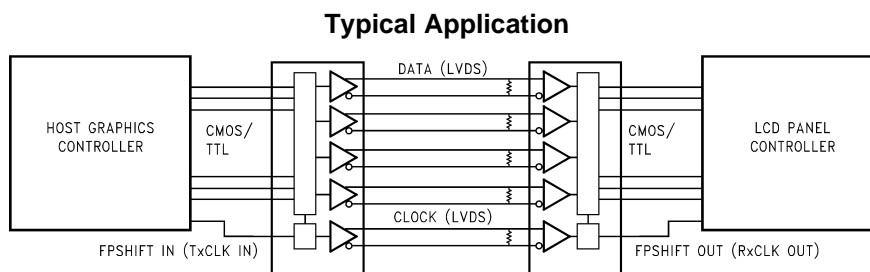 Typical Application
DATA (LVDS)
HOST GRAPHICS
CONTROLLER
CMOS/
TTL
CMOS/
TTL
LCD PANEL
CONTROLLER
CLOCK (LVDS)
FPSHIFT IN (TxCLK IN)
FPSHIFT OUT (RxCLK OUT)